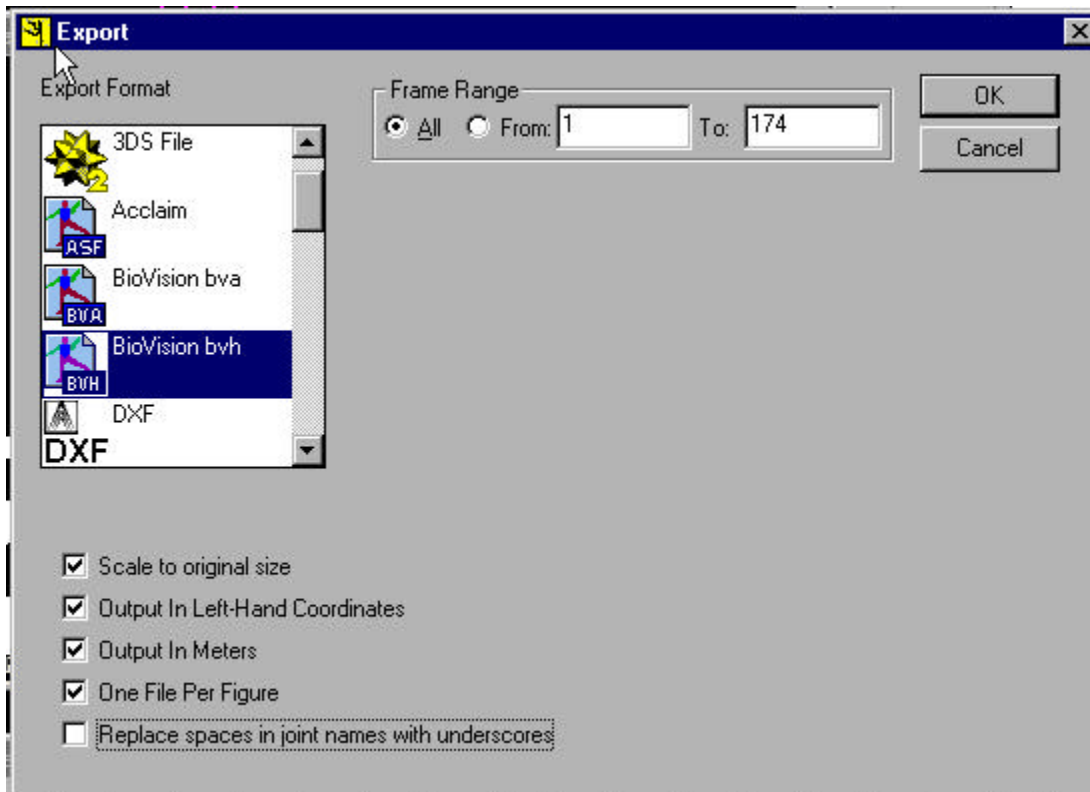 Export
Export Format
3DS File
2
Acclaim
ASF
BioVision bva
BVA
BioVision bvh
BVH
DXF
DXF
Frame Range
All From: 1 To: 174
OK
Cancel
Scale to original size
Output In Left-Hand Coordinates
Output In Meters
One File Per Figure
Replace spaces in joint names with underscores